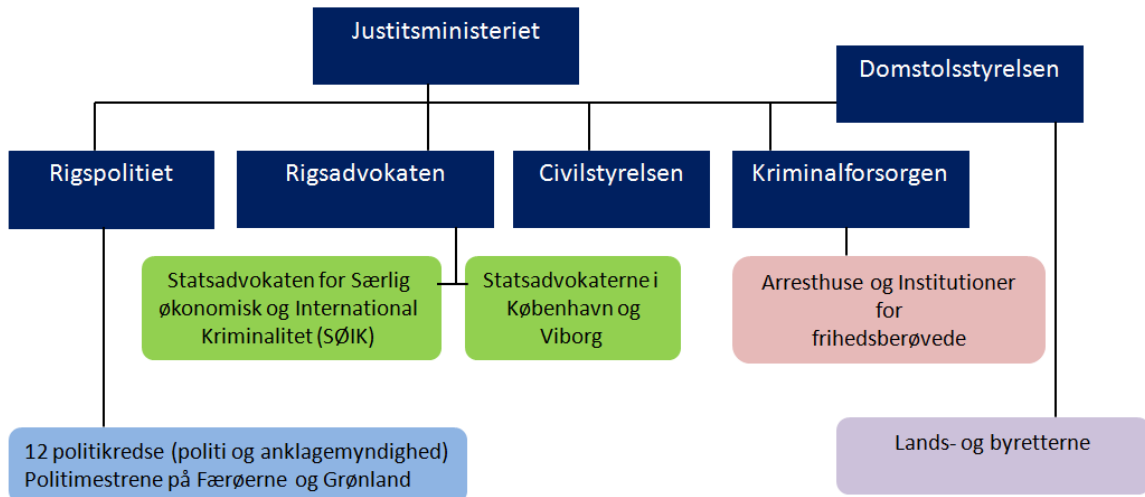 Justitsministeriet
Domstolsstyrelsen
Rigspolitiet
Rigsadvokaten
Civilstyrelsen
Kriminalforsorgen
Statsadvokaten for Særlig
økonomisk og International
Kriminalitet (SØIK)
Statsadvokaterne i
København og
Viborg
Arresthuse og Institutioner
for
frihedsberøvede
12 politikredse (politi og anklagemyndighed)
Politimestrene på Færøerne og Grønland
Lands- og byretterne